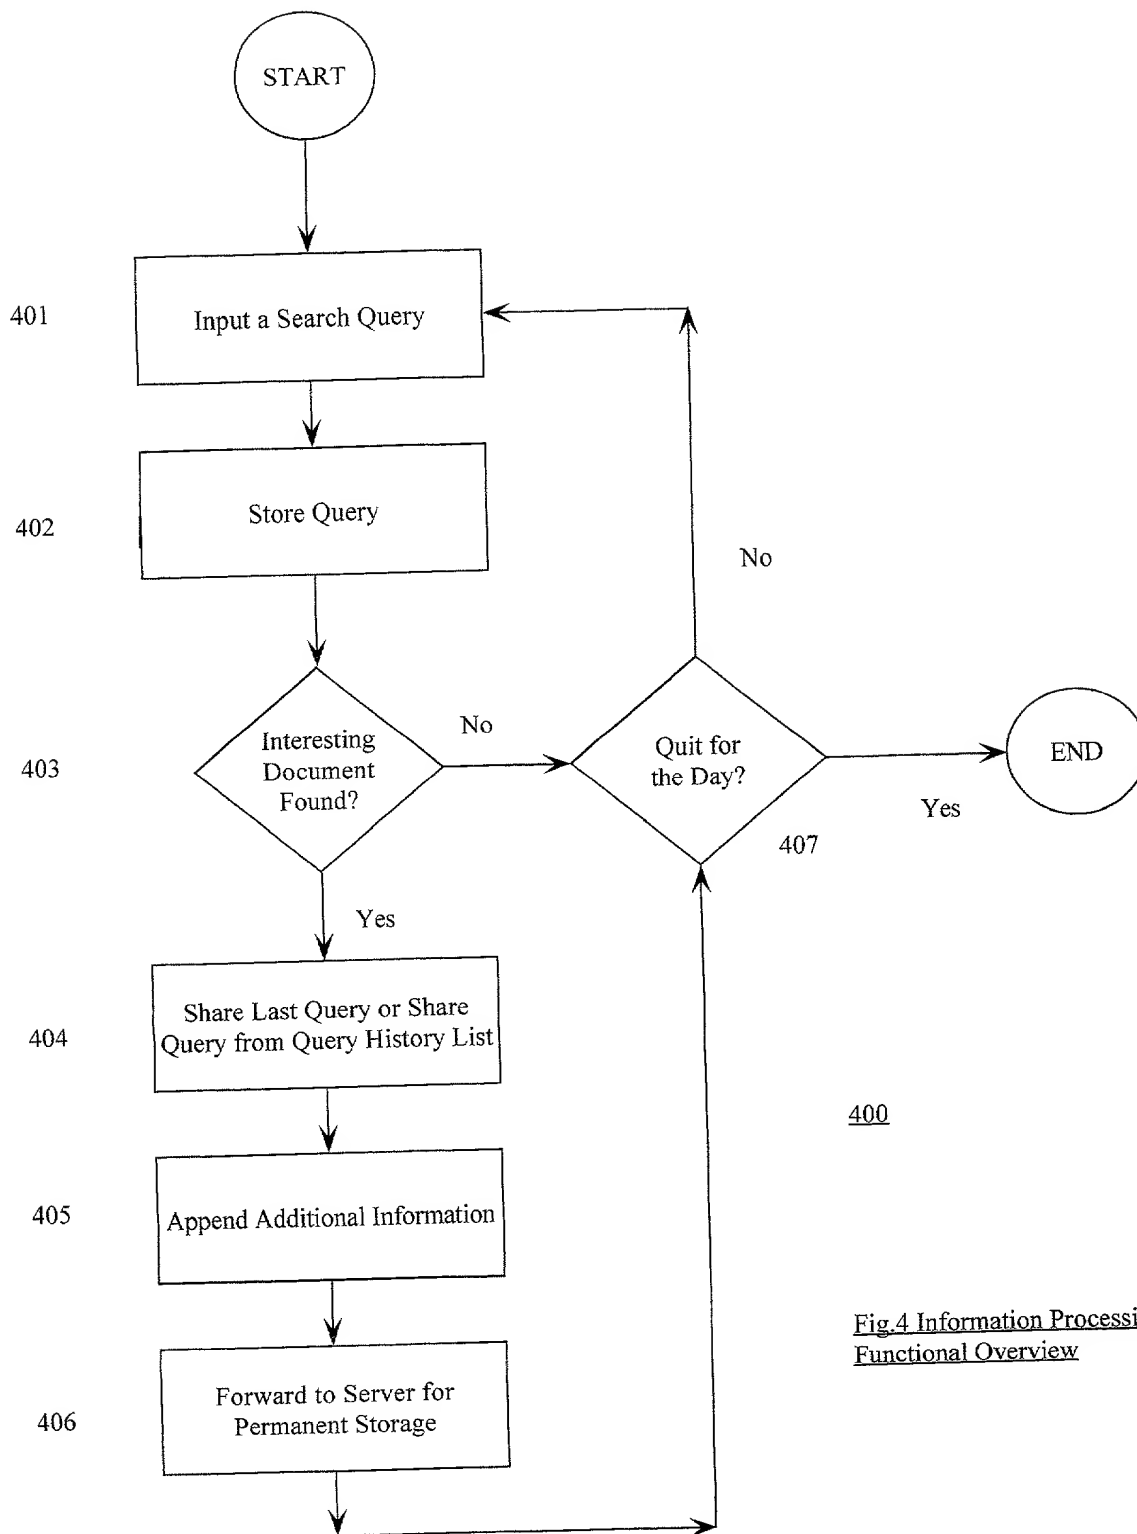 START
401
Input a Search Query
402
Store Query
No
403
Interesting
Document
Found?
No
Quit for
the Day?
END
Yes
407
Yes
404
Share Last Query or Share
Query from Query History List
400
405
Append Additional Information
Fig.4 Information Processi
Functional Overview
406
Forward to Server for
Permanent Storage